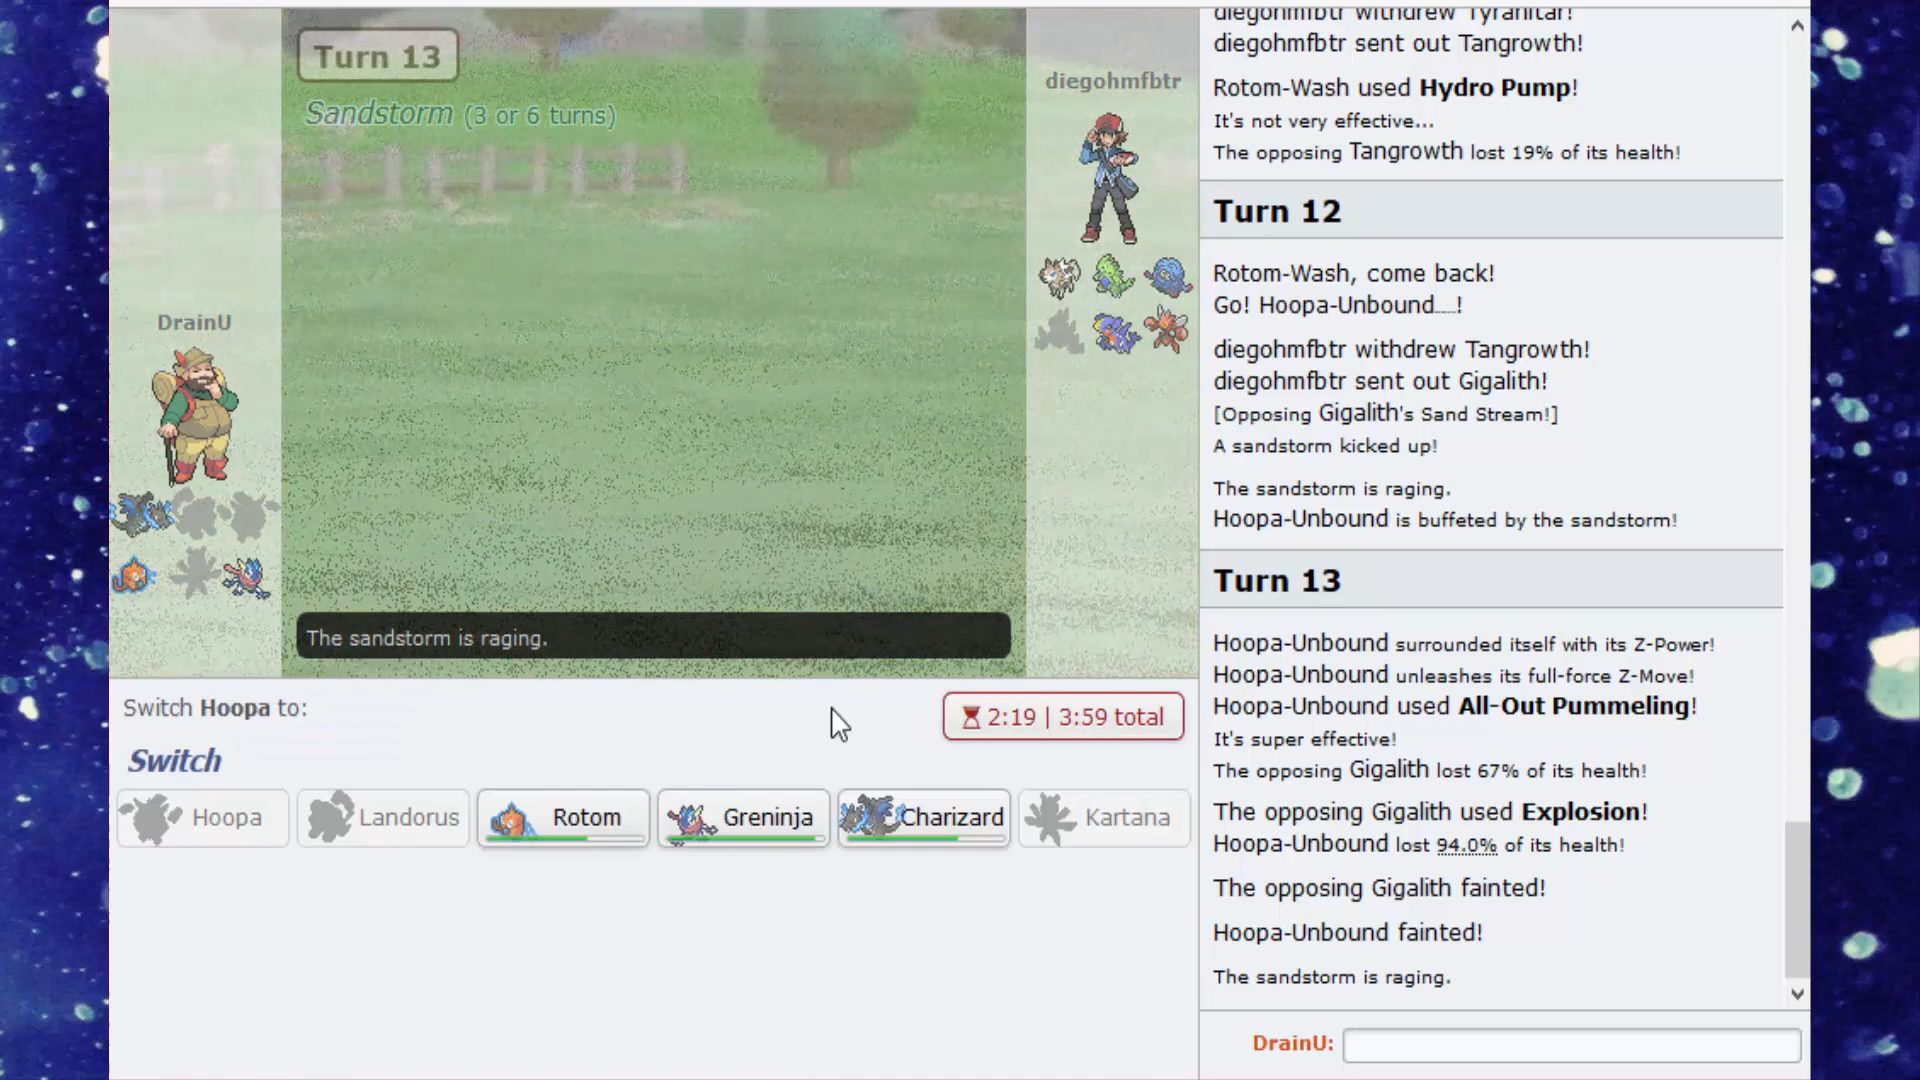 Turn 13
Sandstorm (3 or 6 turns)
diegohmfbtr
DrainU
The sandstorm is raging.
Switch Hoopa to:
2:19 | 3:59 total
Switch
Hoopa
Landorus
Rotom
Greninja
Charizard
Kartana
diegohmfbtr withdrew Tyranitar!
diegohmfbtr sent out Tangrowth!
Rotom-Wash used Hydro Pump!
It's not very effective...
The opposing Tangrowth lost 19% of its health!
Turn 12
Rotom-Wash, come back!
Go! Hoopa-Unbound!
diegohmfbtr withdrew Tangrowth!
diegohmfbtr sent out Gigalith!
[Opposing Gigalith's Sand Stream!]
A sandstorm kicked up!
The sandstorm is raging.
Hoopa-Unbound is buffeted by the sandstorm!
Turn 13
Hoopa-Unbound surrounded itself with its Z-Power!
Hoopa-Unbound unleashes its full-force Z-Move!
Hoopa-Unbound used All-Out Pummeling!
It's super effective!
The opposing Gigalith lost 67% of its health!
The opposing Gigalith used Explosion!
Hoopa-Unbound lost 94.0% of its health!
The opposing Gigalith fainted!
Hoopa-Unbound fainted!
The sandstorm is raging.
DrainU: